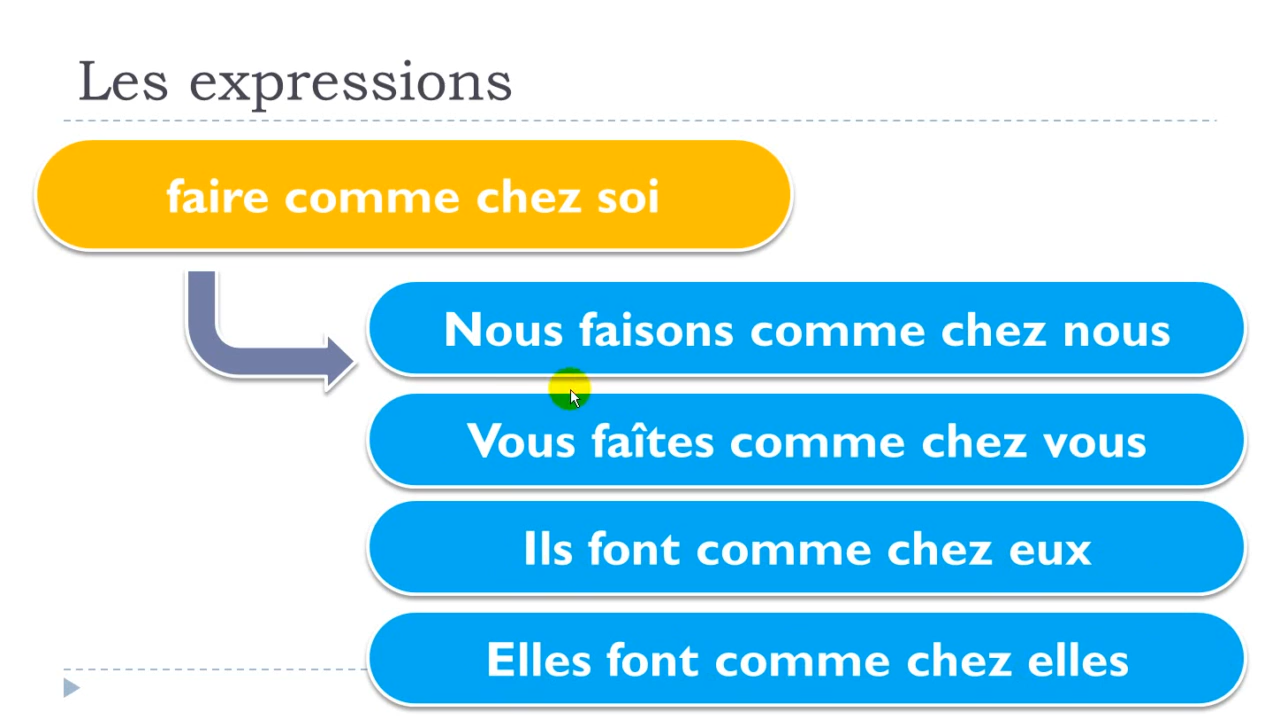 Les expressions
faire comme chez soi
Nous faisons comme chez nous
Vous faîtes comme chez vous
Ils font comme chez eux
Elles font comme chez elles